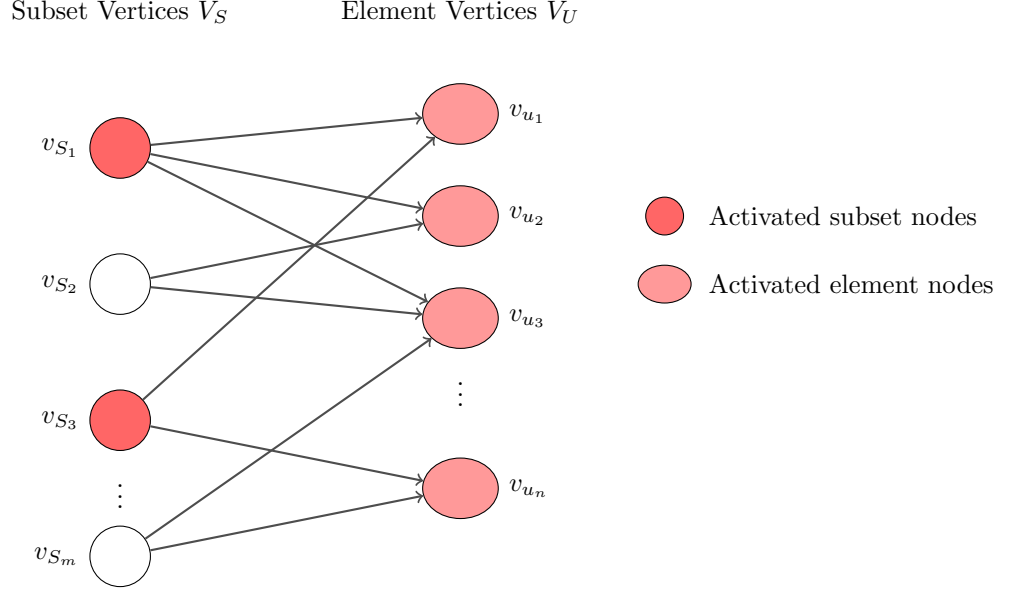 Subset Vertices V_S
Element Vertices V_U
v_{S_1}
v_{S_2}
v_{S_3}
⋮
v_{S_m}
v_{u_1}
v_{u_2}
v_{u_3}
⋮
v_{u_n}
Activated subset nodes
Activated element nodes